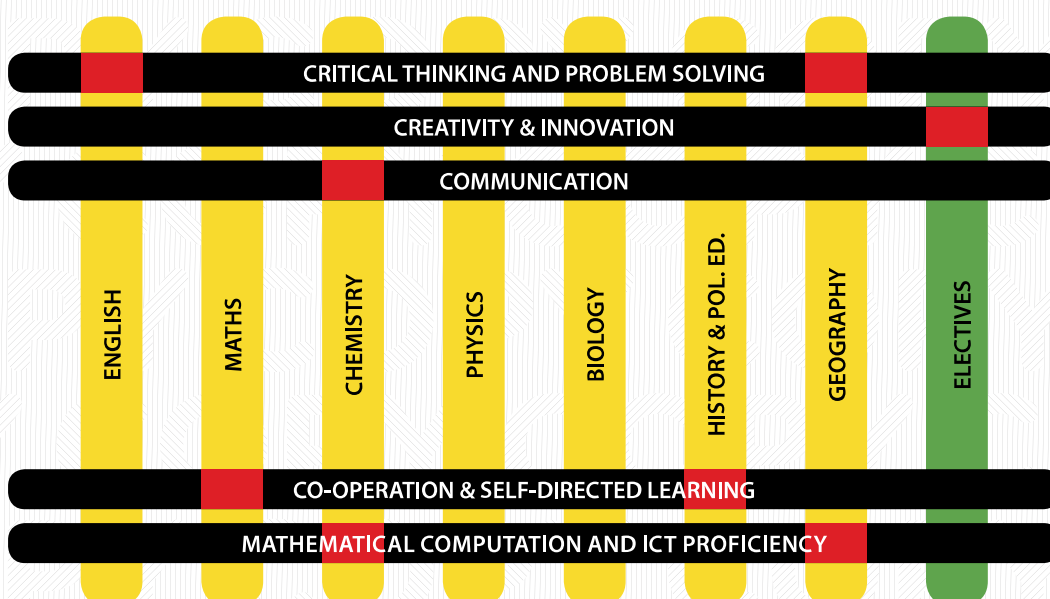 CRITICAL THINKING AND PROBLEM SOLVING
CREATIVITY & INNOVATION
COMMUNICATION
ENGLISH
MATHS
CHEMISTRY
PHYSICS
BIOLOGY
HISTORY & POL. ED.
GEOGRAPHY
ELECTIVES
CO-OPERATION & SELF-DIRECTED LEARNING
MATHEMATICAL COMPUTATION AND ICT PROFICIENCY